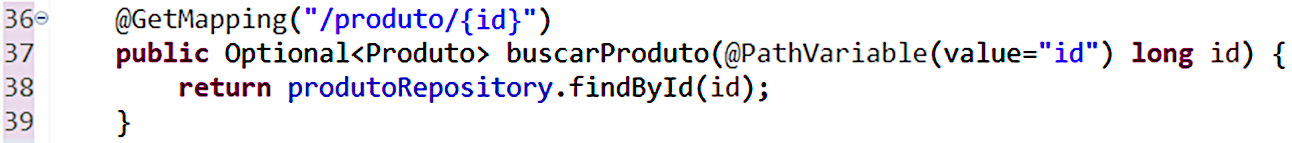 36 @GetMapping("/produto/{id}")
37 public Optional<Produto> buscarProduto(@PathVariable(value="id") long id) {
38 return produtoRepository.findById(id);
39 }